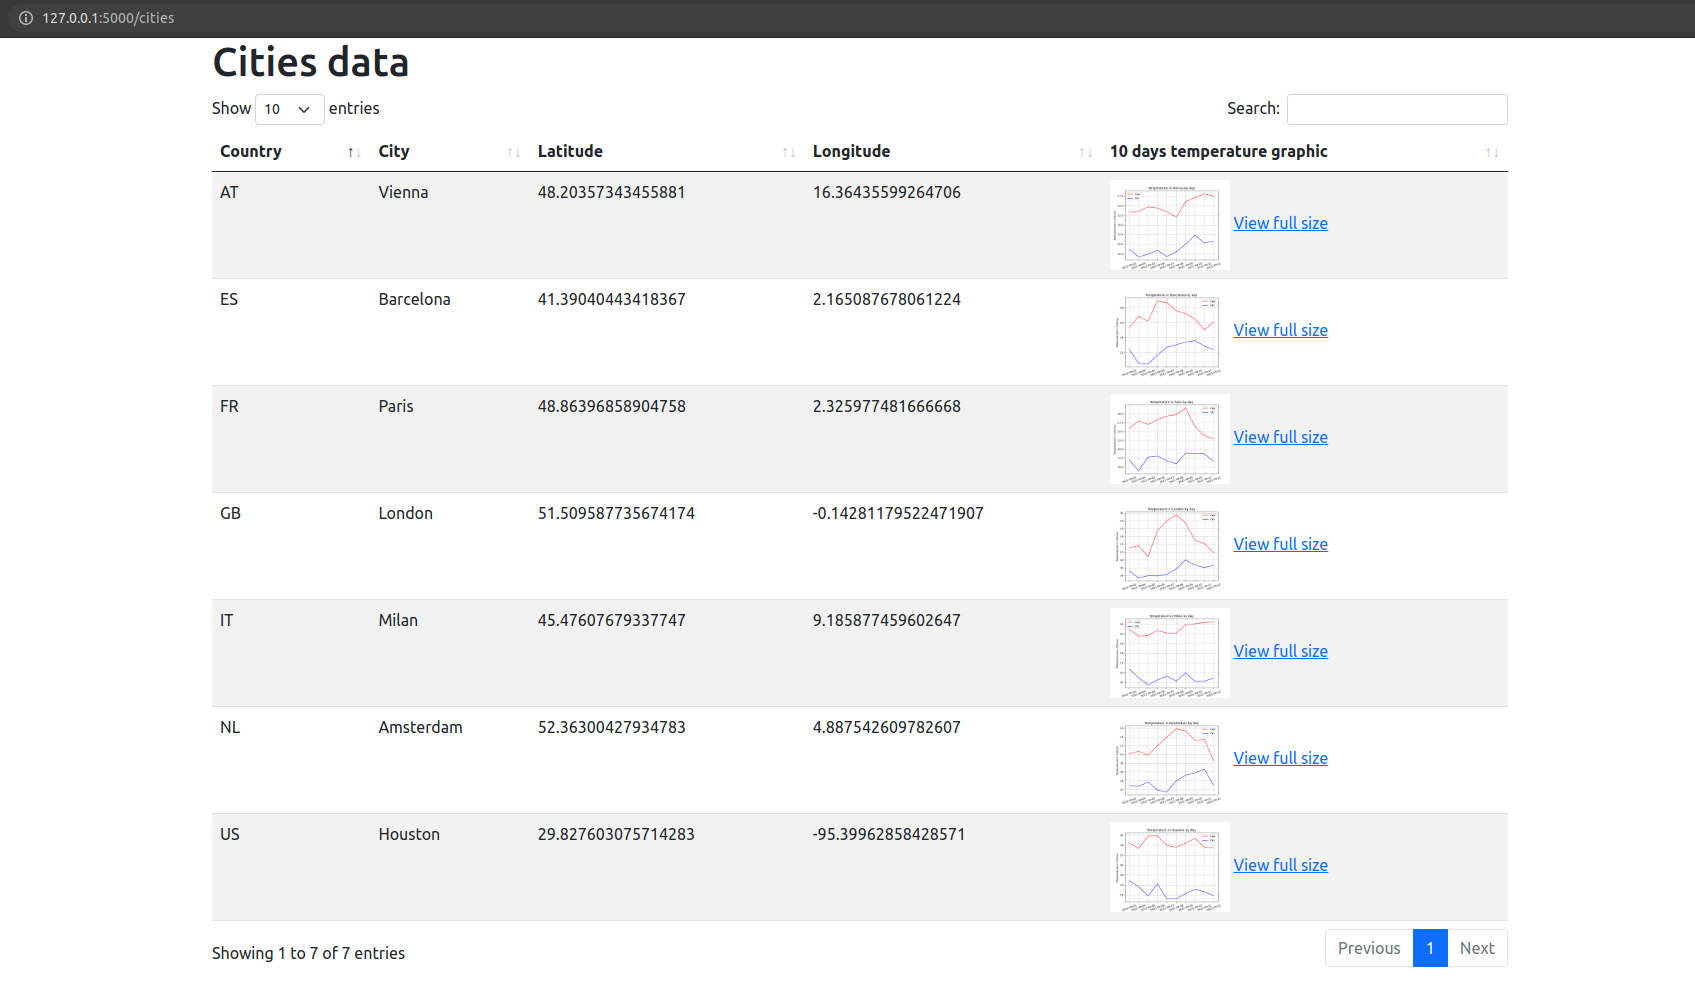 127.0.0.1:5000/cities
Cities data
Show 10 entries Search:
Country City Latitude Longitude 10 days temperature graphic
AT Vienna 48.20357343455881 16.36435599264706 View full size
ES Barcelona 41.39040443418367 2.165087678061224 View full size
FR Paris 48.86396858904758 2.325977481666668 View full size
GB London 51.509587735674174 -0.14281179522471907 View full size
IT Milan 45.47607679337747 9.185877459602647 View full size
NL Amsterdam 52.36300427934783 4.887542609782607 View full size
US Houston 29.827603075714283 -95.39962858428571 View full size
Showing 1 to 7 of 7 entries Previous 1 Next